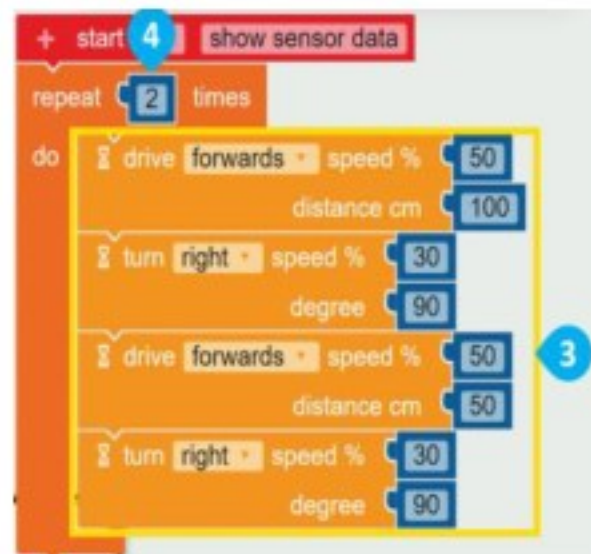 + start 4 show sensor data
repeat 2 times
do drive forwards speed % 50
distance cm 100
turn right speed % 30
degree 90
drive forwards speed % 50 3
distance cm 50
turn right speed % 30
degree 90